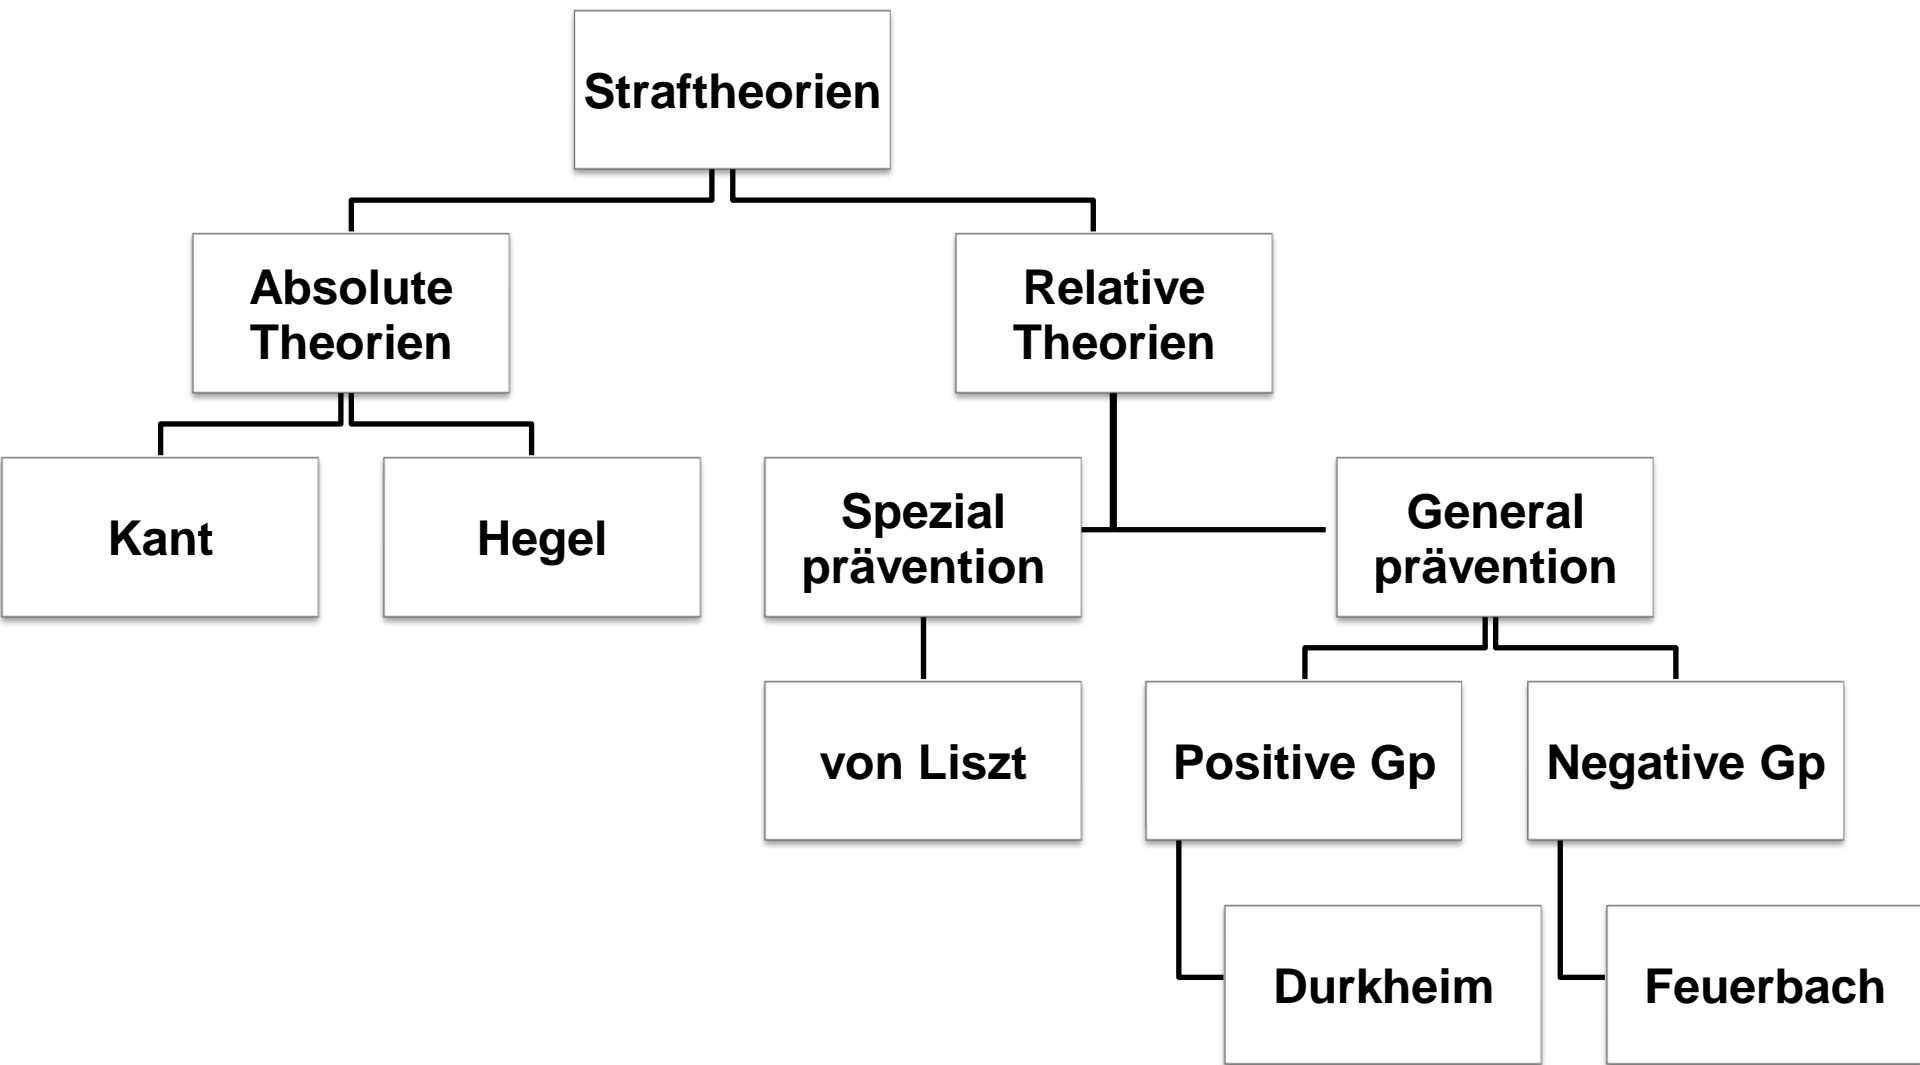 Straftheorien
Absolute
Theorien
Relative
Theorien
Kant
Hegel
Spezial
prävention
General
prävention
von Liszt
Positive Gp
Negative Gp
Durkheim
Feuerbach